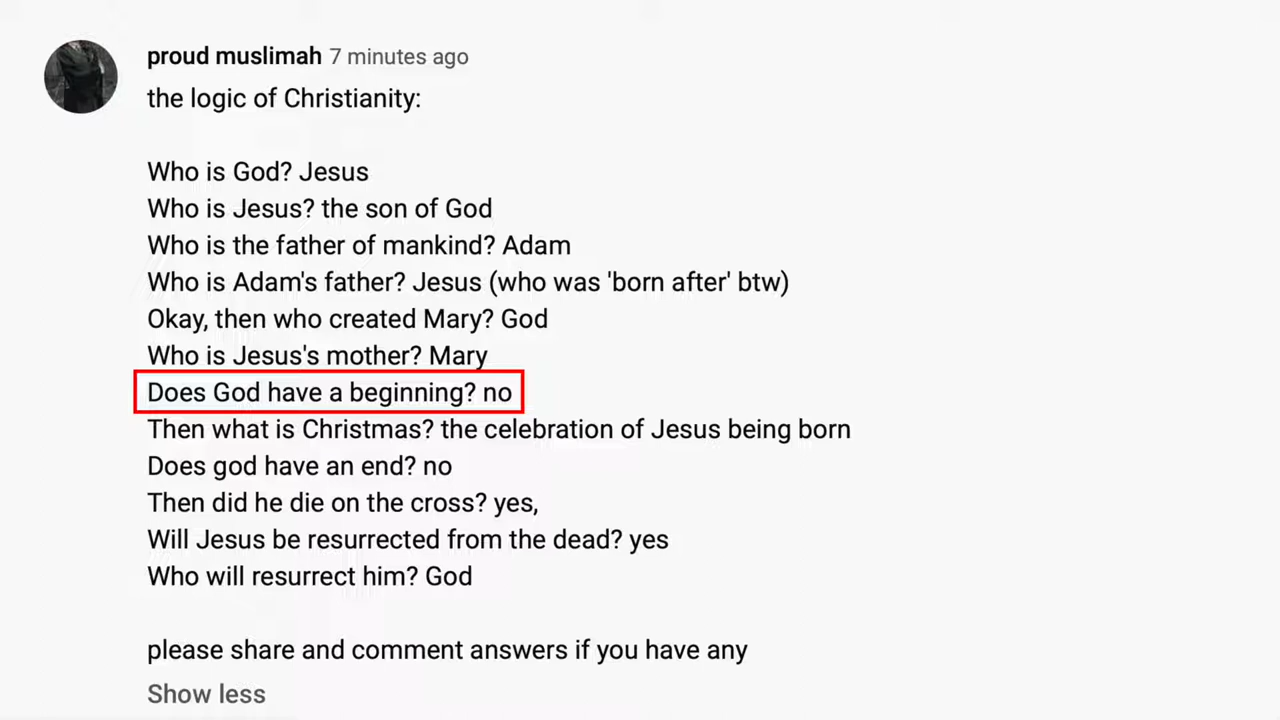 proud muslimah 7 minutes ago
the logic of Christianity:
Who is God? Jesus
Who is Jesus? the son of God
Who is the father of mankind? Adam
Who is Adam's father? Jesus (who was 'born after' btw)
Okay, then who created Mary? God
Who is Jesus's mother? Mary
Does God have a beginning? no
Then what is Christmas? the celebration of Jesus being born
Does god have an end? no
Then did he die on the cross? yes,
Will Jesus be resurrected from the dead? yes
Who will resurrect him? God
please share and comment answers if you have any
Show less